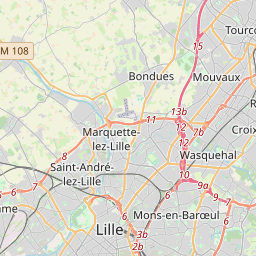 Tourco
15
M 108
Bondues
Mouvaux
13b
11
12
Marquette-
lez-Lille
12
Croix
Wasquehal
8
Saint-André-
lez-Lille
10
6
7
9a
9
6
Mons-en-Barœul
Lille
3
2b